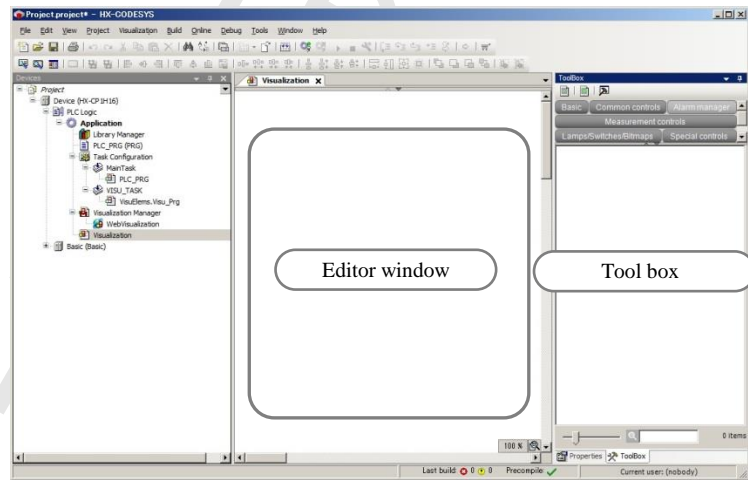 Project.project* - HX-CODESYS
File Edit View Project Visualization Build Online Debug Tools Window Help
Devices
Visualization
ToolBox
Project
Device (HX-CP1H16)
PLC Logic
Application
Library Manager
PLC_PRG (PRG)
Task Configuration
MainTask
PLC_PRG
VISU_TASK
VisuElems.Visu_Prg
Visualization Manager
WebVisualization
Visualization
Basic (Basic)
Basic Common controls Alarm manager
Measurement controls
Lamps/Switches/Bitmaps Special controls
Editor window
Tool box
100 %
0 items
Properties ToolBox
Last build: 0 0 Precompile: Current user: (nobody)